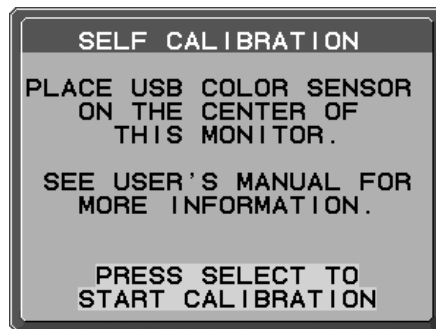 SELF CALIBRATION
PLACE USB COLOR SENSOR
ON THE CENTER OF
THIS MONITOR.
SEE USER'S MANUAL FOR
MORE INFORMATION.
PRESS SELECT TO
START CALIBRATION